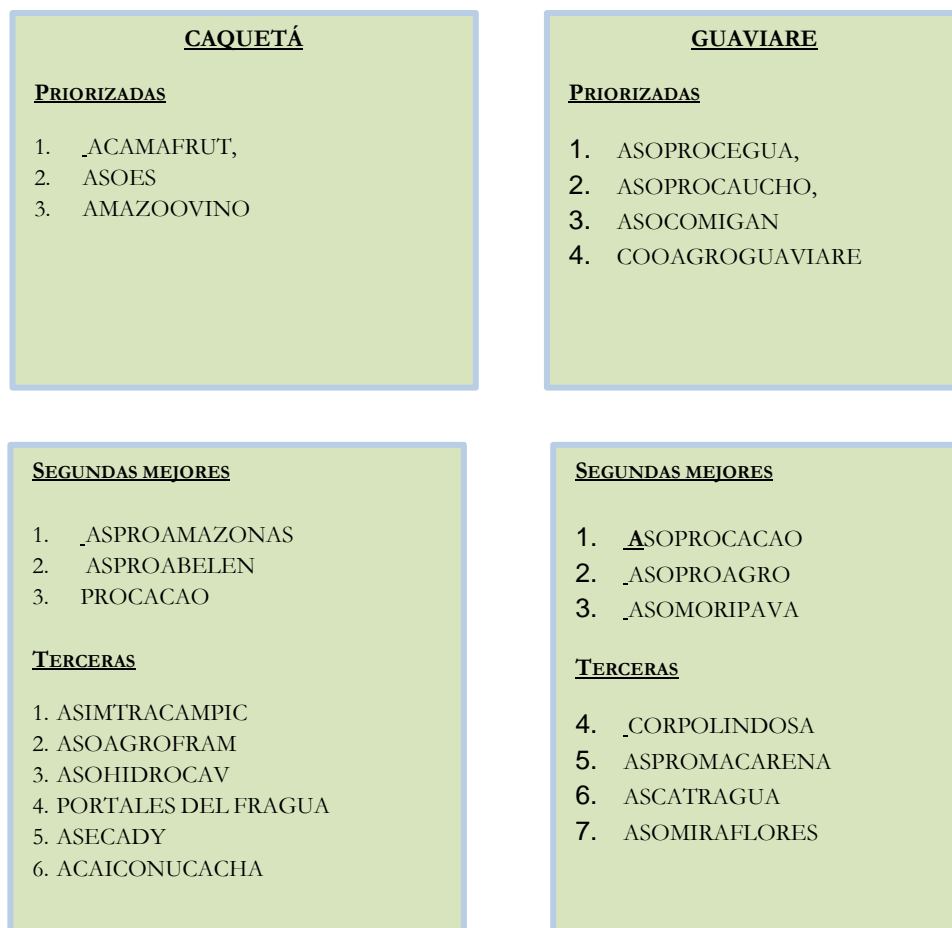 CAQUETÁ
PRIORIZADAS
1. ACAMAFRUT,
2. ASOES
3. AMAZOOVINO
GUAVIARE
PRIORIZADAS
1. ASOPROCEGUA,
2. ASOPROCAUCHO,
3. ASOCOMIGAN
4. COOAGROGUAVIARE
SEGUNDAS MEJORES
1. ASPROAMAZONAS
2. ASPROABELEN
3. PROCACAO
TERCERAS
1. ASIMTRACAMPIC
2. ASOAGROFRAM
3. ASOHIDROCAV
4. PORTALES DEL FRAGUA
5. ASECADY
6. ACAICONUCACHA
SEGUNDAS MEJORES
1. ASOPROCACAO
2. ASOPROAGRO
3. ASOMORIPAVA
TERCERAS
4. CORPOLINDOSA
5. ASPROMACARENA
6. ASCATRAGUA
7. ASOMIRAFLORES